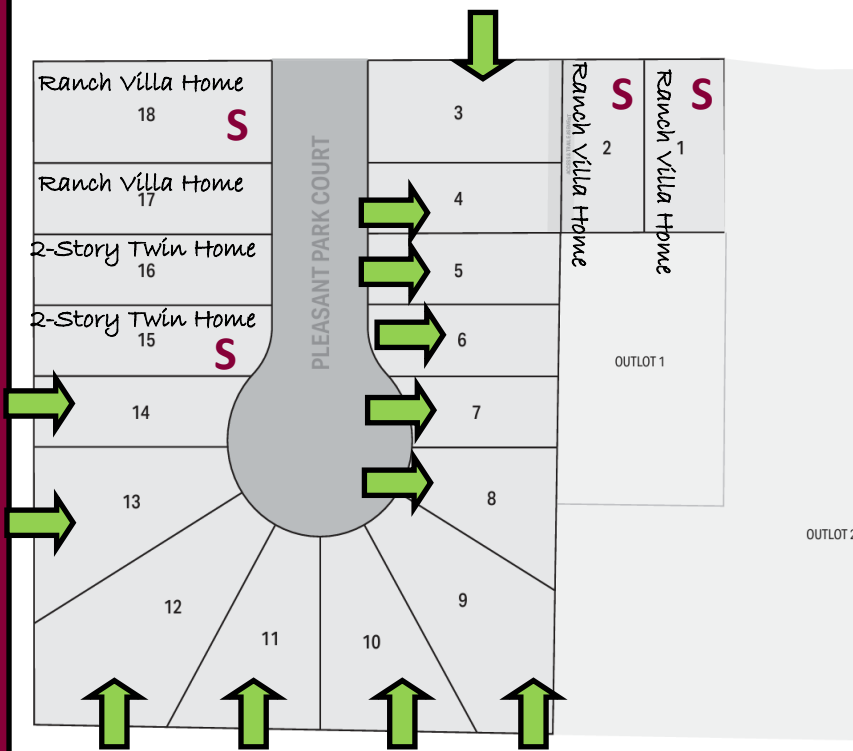 Ranch Villa Home
18
S
Ranch Villa Home
17
2-Story Twin Home
16
2-Story Twin Home
15
S
14
13
12
11
10
9
8
7
6
5
4
3
PLEASANT PARK COURT
Ranch Villa Home
S
2
Ranch Villa Home
S
1
OUTLOT 1
OUTLOT 2